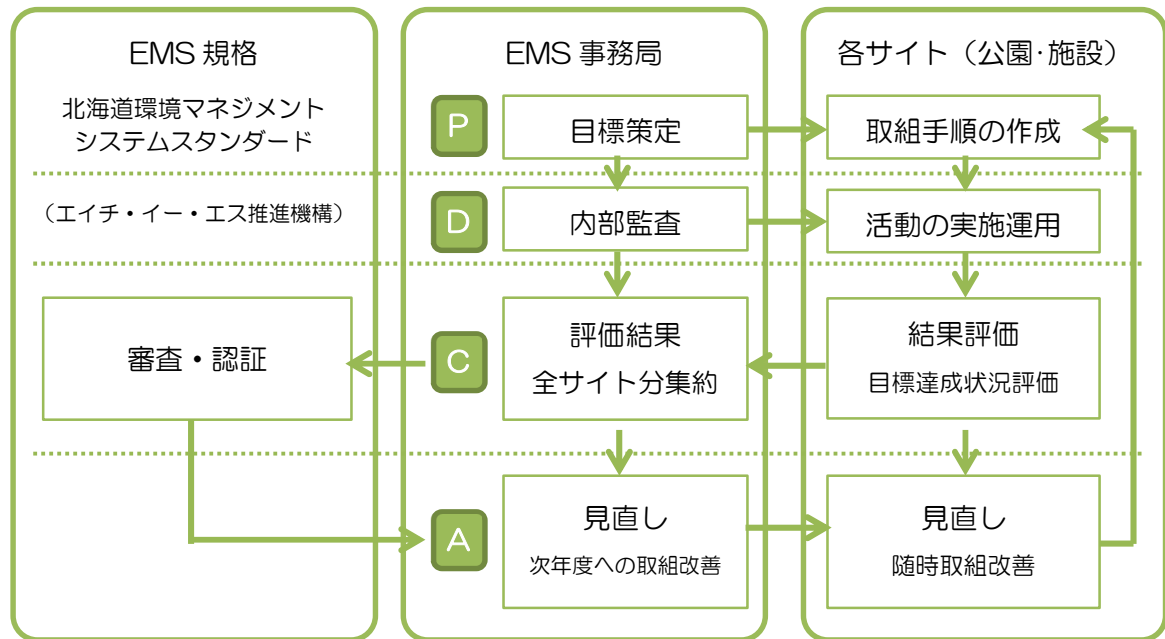 EMS 規格
EMS 事務局
各サイト（公園･施設）
北海道環境マネジメント
システムスタンダード
P
目標策定
取組手順の作成
（エイチ・イー・エス推進機構）
D
内部監査
活動の実施運用
審査・認証
C
評価結果
全サイト分集約
結果評価
目標達成状況評価
A
見直し
次年度への取組改善
見直し
随時取組改善